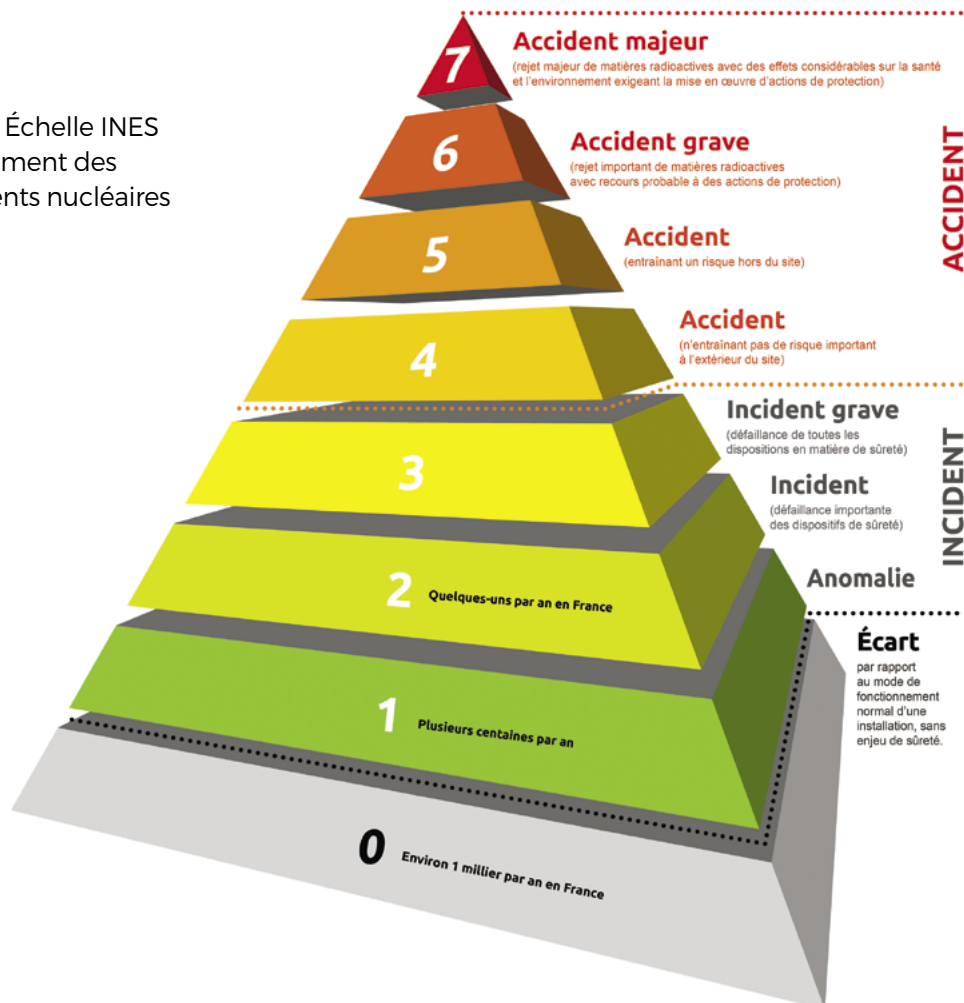 Échelle INES
ment des
nts nucléaires
7
Accident majeur
(rejet majeur de matières radioactives avec des effets considérables sur la santé
et l'environnement exigeant la mise en œuvre d'actions de protection)
6
Accident grave
(rejet important de matières radioactives
avec recours probable à des actions de protection)
5
Accident
(entraînant un risque hors du site)
4
Accident
(n'entraînant pas de risque important
à l'extérieur du site)
ACCIDENT
3
Incident grave
(défaillance de toutes les
dispositions en matière de sûreté)
2
Quelques-uns par an en France
Incident
(défaillance importante
des dispositifs de sûreté)
INCIDENT
1
Plusieurs centaines par an
Anomalie
0
Environ 1 millier par an en France
Écart
par rapport
au mode de
fonctionnement
normal d'une
installation, sans
enjeu de sûreté.